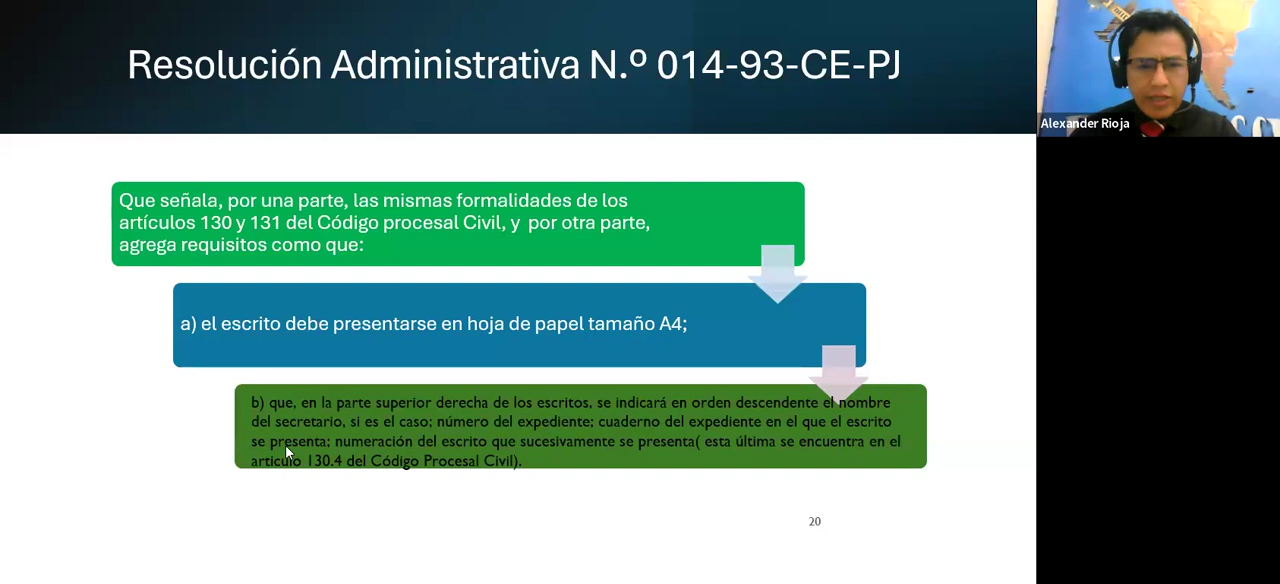 Resolución Administrativa N.º 014-93-CE-PJ
Alexander Rioja
Que señala, por una parte, las mismas formalidades de los
artículos 130 y 131 del Código procesal Civil, y por otra parte,
agrega requisitos como que:
a) el escrito debe presentarse en hoja de papel tamaño A4;
b) que, en la parte superior derecha de los escritos, se indicará en orden descendente el nombre
del secretario, si es el caso; número del expediente; cuaderno del expediente en el que el escrito
se presenta; numeración del escrito que sucesivamente se presenta( esta última se encuentra en el
artículo 130.4 del Código Procesal Civil).
20